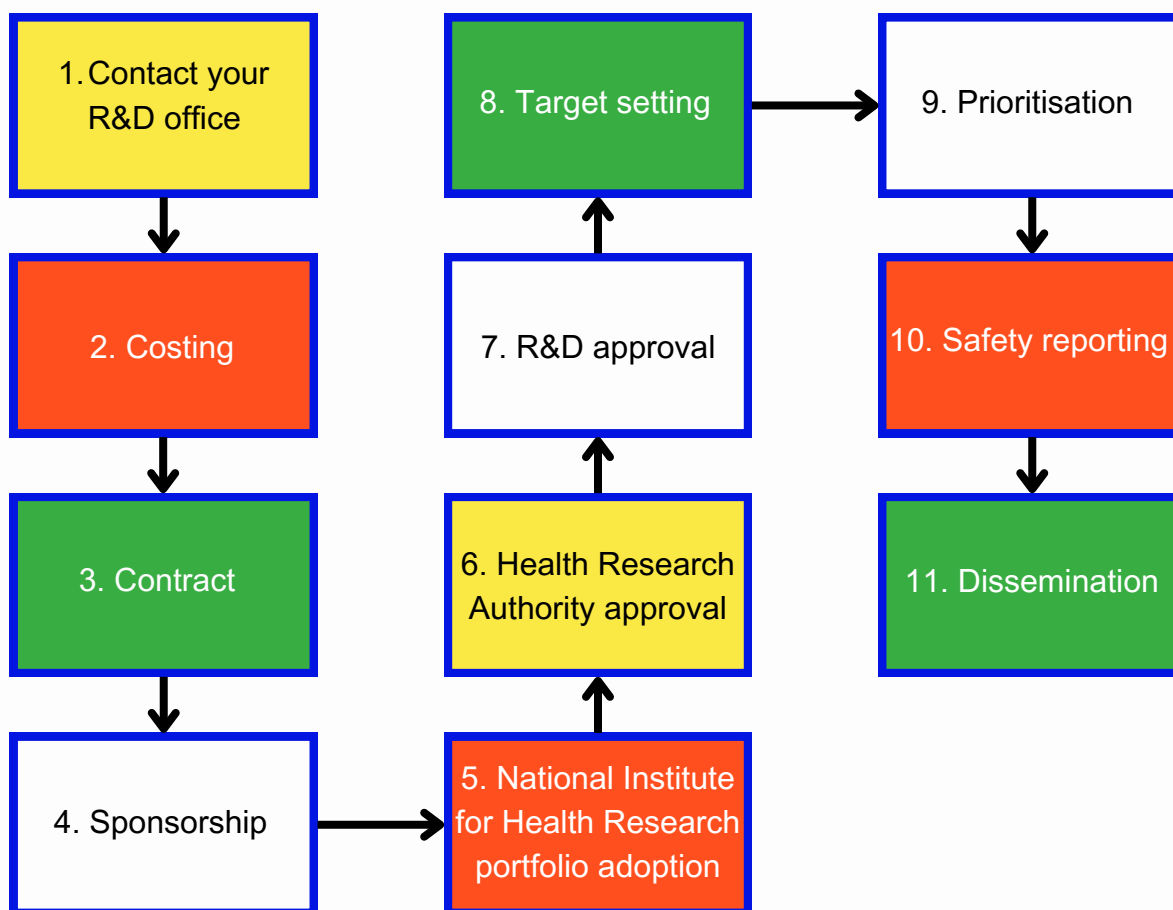 1. Contact your
R&D office
2. Costing
3. Contract
4. Sponsorship
5. National Institute
for Health Research
portfolio adoption
6. Health Research
Authority approval
7. R&D approval
8. Target setting
9. Prioritisation
10. Safety reporting
11. Dissemination